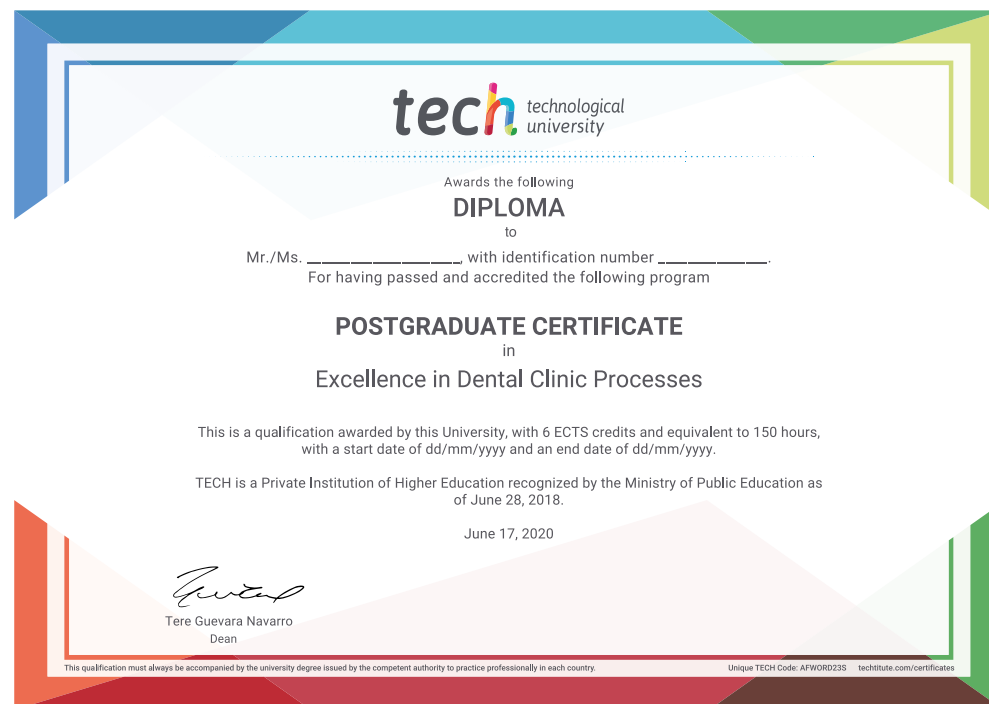 tech technological
university
Awards the following
DIPLOMA
to
Mr./Ms. ____________________, with identification number ______________.
For having passed and accredited the following program
POSTGRADUATE CERTIFICATE
in
Excellence in Dental Clinic Processes
This is a qualification awarded by this University, with 6 ECTS credits and equivalent to 150 hours,
with a start date of dd/mm/yyyy and an end date of dd/mm/yyyy.
TECH is a Private Institution of Higher Education recognized by the Ministry of Public Education as
of June 28, 2018.
June 17, 2020
Tere Guevara Navarro
Dean
This qualification must always be accompanied by the university degree issued by the competent authority to practice professionally in each country.
Unique TECH Code: AFWORD23S techtitute.com/certificates